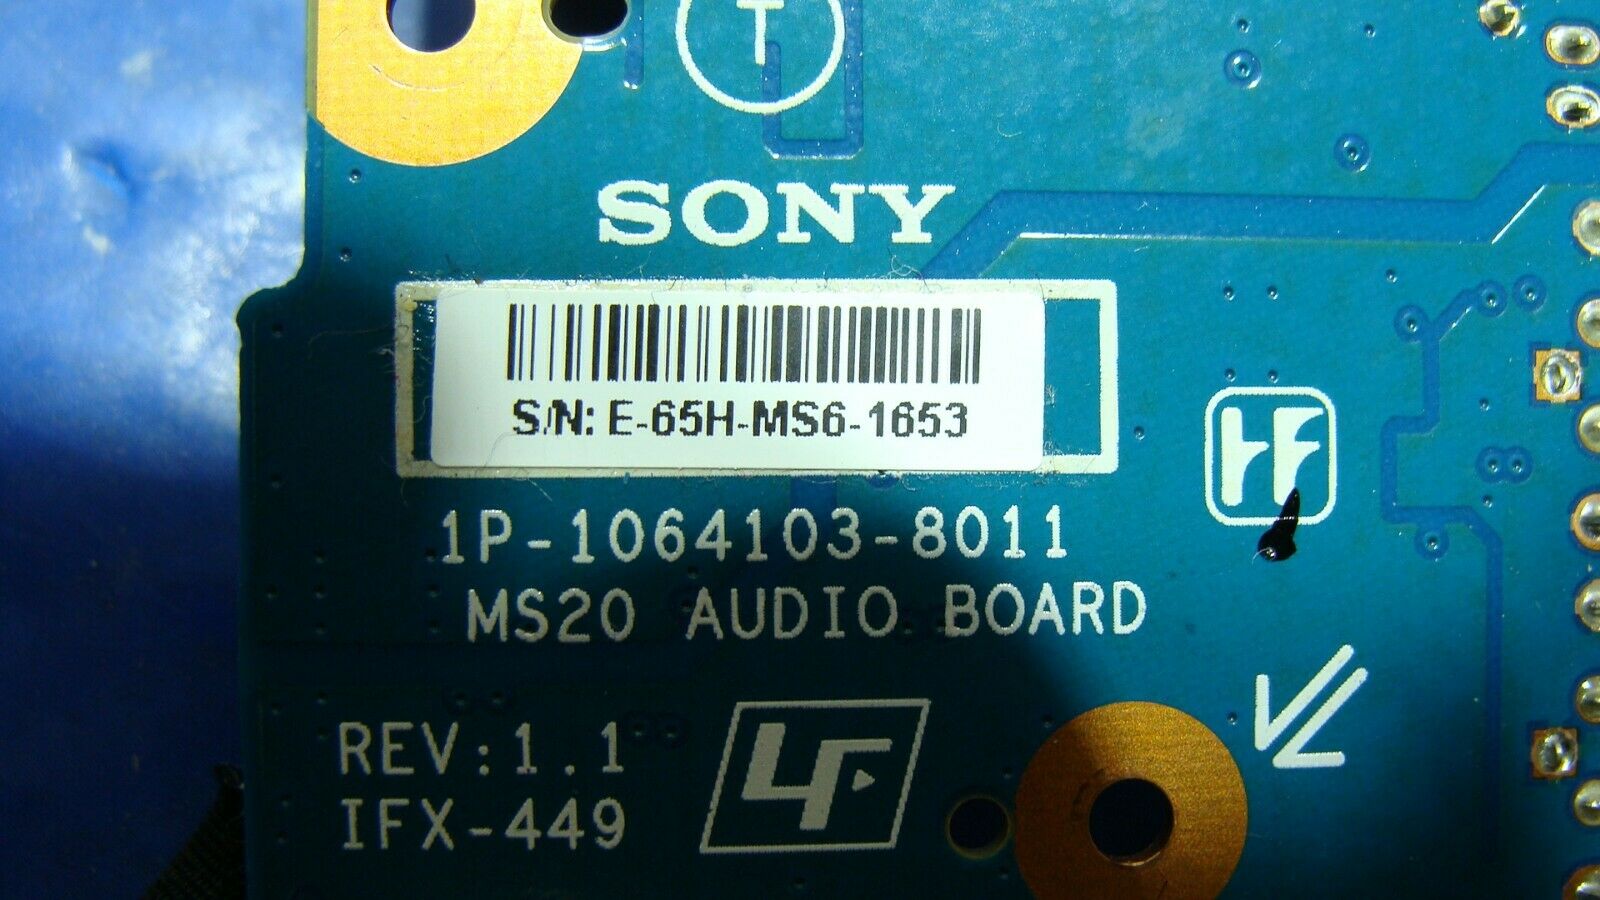 T
SONY
S/N: E-65H-MS6-1653
1P-1064103-8011
MS20 AUDIO BOARD
REV:1.1
IFX-449